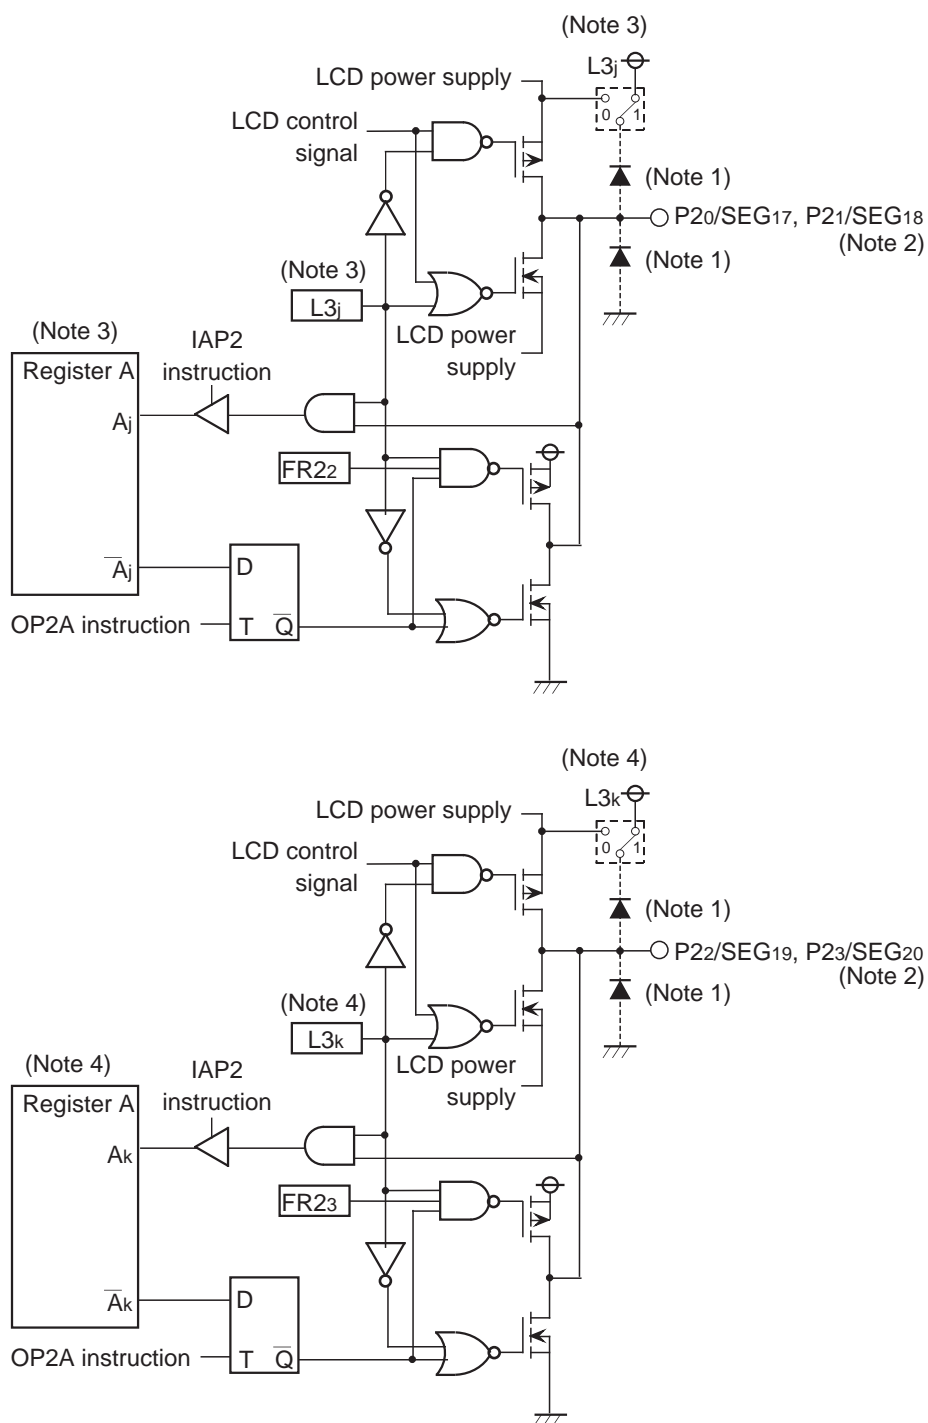 (Note 3)
L3j
LCD power supply
0 1
LCD control
signal
(Note 1)
P20/SEG17, P21/SEG18
(Note 2)
(Note 1)
(Note 3)
L3j
LCD power
supply
(Note 3)
IAP2
instruction
Register A
Aj
FR22
Aj
D
OP2A instruction
T Q
(Note 4)
L3k
LCD power supply
0 1
LCD control
signal
(Note 1)
P22/SEG19, P23/SEG20
(Note 2)
(Note 1)
(Note 4)
L3k
LCD power
supply
(Note 4)
IAP2
instruction
Register A
Ak
FR23
Ak
D
OP2A instruction
T Q